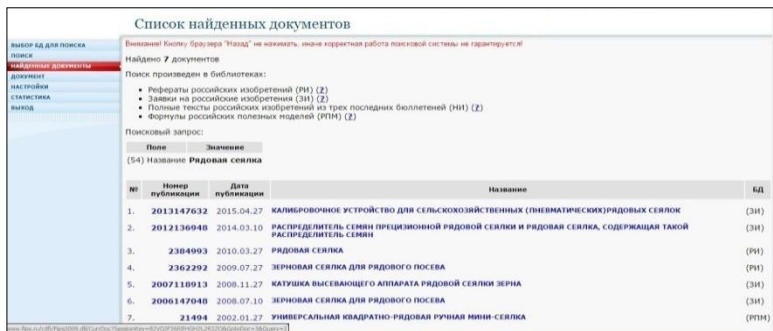 Список найденных документов
ВЫБОР БД ДЛЯ ПОИСКА
ПОИСК
НАЙДЕННЫЕ ДОКУМЕНТЫ
ДОКУМЕНТ
НАСТРОЙКИ
СТАТИСТИКА
ВЫХОД
Внимание! Кнопку браузера "Назад" не нажимать, иначе корректная работа поисковой системы не гарантируется!
Найдено 7 документов
Поиск произведен в библиотеках:
• Рефераты российских изобретений (РИ) (?)
• Заявки на российские изобретения (ЗИ) (?)
• Полные тексты российских изобретений из трех последних бюллетеней (НИ) (?)
• Формулы российских полезных моделей (РПМ) (?)
Поисковый запрос:
Поле Значение
(54) Название Рядовая сеялка
№ Номер публикации Дата публикации Название БД
1. 2013147632 2015.04.27 КАЛИБРОВОЧНОЕ УСТРОЙСТВО ДЛЯ СЕЛЬСКОХОЗЯЙСТВЕННЫХ (ПНЕВМАТИЧЕСКИХ)РЯДОВЫХ СЕЯЛОК (ЗИ)
2. 2012136948 2014.03.10 РАСПРЕДЕЛИТЕЛЬ СЕМЯН ПРЕЦИЗИОННОЙ РЯДОВОЙ СЕЯЛКИ И РЯДОВАЯ СЕЯЛКА, СОДЕРЖАЩАЯ ТАКОЙ (ЗИ)
РАСПРЕДЕЛИТЕЛЬ СЕМЯН
3. 2384993 2010.03.27 РЯДОВАЯ СЕЯЛКА (РИ)
4. 2362292 2009.07.27 ЗЕРНОВАЯ СЕЯЛКА ДЛЯ РЯДОВОГО ПОСЕВА (РИ)
5. 2007118913 2008.11.27 КАТУШКА ВЫСЕВАЮЩЕГО АППАРАТА РЯДОВОЙ СЕЯЛКИ ЗЕРНА (ЗИ)
6. 2006147048 2008.07.10 ЗЕРНОВАЯ СЕЯЛКА ДЛЯ РЯДОВОГО ПОСЕВА (ЗИ)
7. 21494 2002.01.27 УНИВЕРСАЛЬНАЯ КВАДРАТНО-РЯДОВАЯ РУЧНАЯ МИНИ-СЕЯЛКА (РПМ)